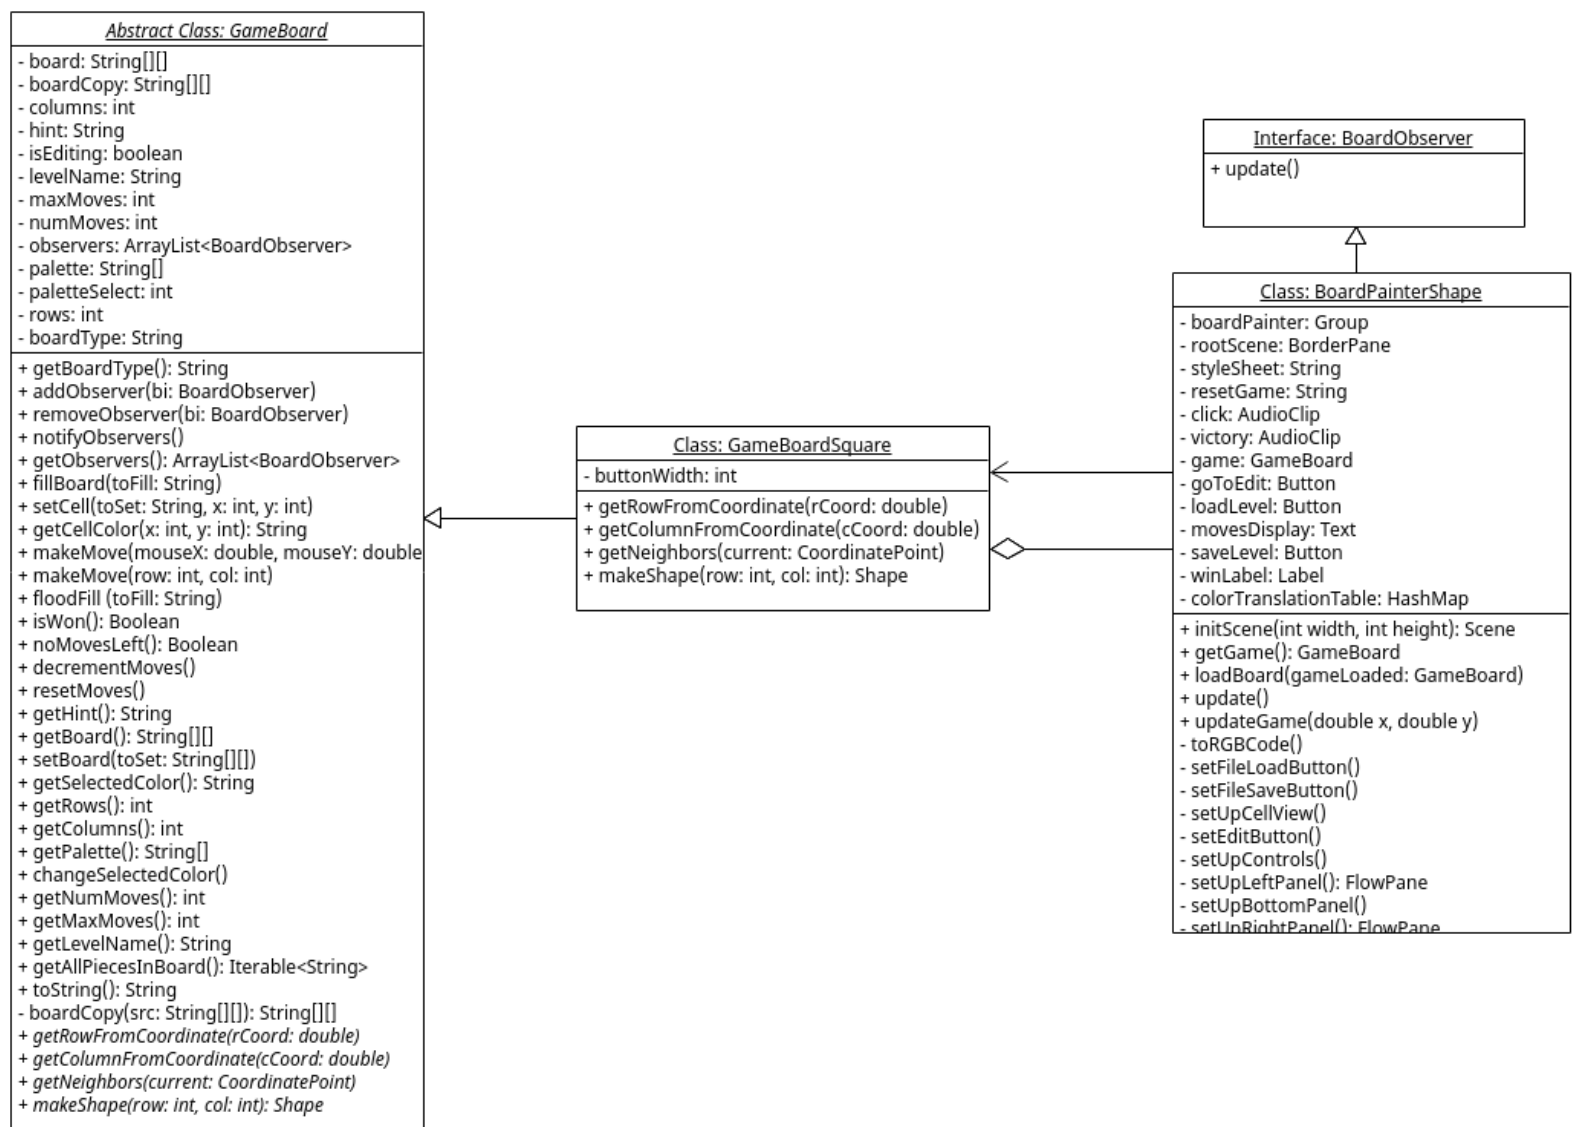 Abstract Class: GameBoard
- board: String[][]
- boardCopy: String[][]
- columns: int
- hint: String
- isEditing: boolean
- levelName: String
- maxMoves: int
- numMoves: int
- observers: ArrayList<BoardObserver>
- palette: String[]
- paletteSelect: int
- rows: int
- boardType: String
+ getBoardType(): String
+ addObserver(bi: BoardObserver)
+ removeObserver(bi: BoardObserver)
+ notifyObservers()
+ getObservers(): ArrayList<BoardObserver>
+ fillBoard(toFill: String)
+ setCell(toSet: String, x: int, y: int)
+ getCellColor(x: int, y: int): String
+ makeMove(mouseX: double, mouseY: double
+ makeMove(row: int, col: int)
+ floodFill (toFill: String)
+ isWon(): Boolean
+ noMovesLeft(): Boolean
+ decrementMoves()
+ resetMoves()
+ getHint(): String
+ getBoard(): String[][]
+ setBoard(toSet: String[][])
+ getSelectedColor(): String
+ getRows(): int
+ getColumns(): int
+ getPalette(): String[]
+ changeSelectedColor()
+ getNumMoves(): int
+ getMaxMoves(): int
+ getLevelName(): String
+ getAllPiecesInBoard(): Iterable<String>
+ toString(): String
- boardCopy(src: String[][]): String[][]
+ getRowFromCoordinate(rCoord: double)
+ getColumnFromCoordinate(cCoord: double)
+ getNeighbors(current: CoordinatePoint)
+ makeShape(row: int, col: int): Shape
Class: GameBoardSquare
- buttonWidth: int
+ getRowFromCoordinate(rCoord: double)
+ getColumnFromCoordinate(cCoord: double)
+ getNeighbors(current: CoordinatePoint)
+ makeShape(row: int, col: int): Shape
Interface: BoardObserver
+ update()
Class: BoardPainterShape
- boardPainter: Group
- rootScene: BorderPane
- styleSheet: String
- resetGame: String
- click: AudioClip
- victory: AudioClip
- game: GameBoard
- goToEdit: Button
- loadLevel: Button
- movesDisplay: Text
- saveLevel: Button
- winLabel: Label
- colorTranslationTable: HashMap
+ initScene(int width, int height): Scene
+ getGame(): GameBoard
+ loadBoard(gameLoaded: GameBoard)
+ update()
+ updateGame(double x, double y)
- toRGBCode()
- setFileLoadButton()
- setFileSaveButton()
- setUpCellView()
- setEditButton()
- setUpControls()
- setUpLeftPanel(): FlowPane
- setUpBottomPanel()
- setUpRightPanel(): FlowPane